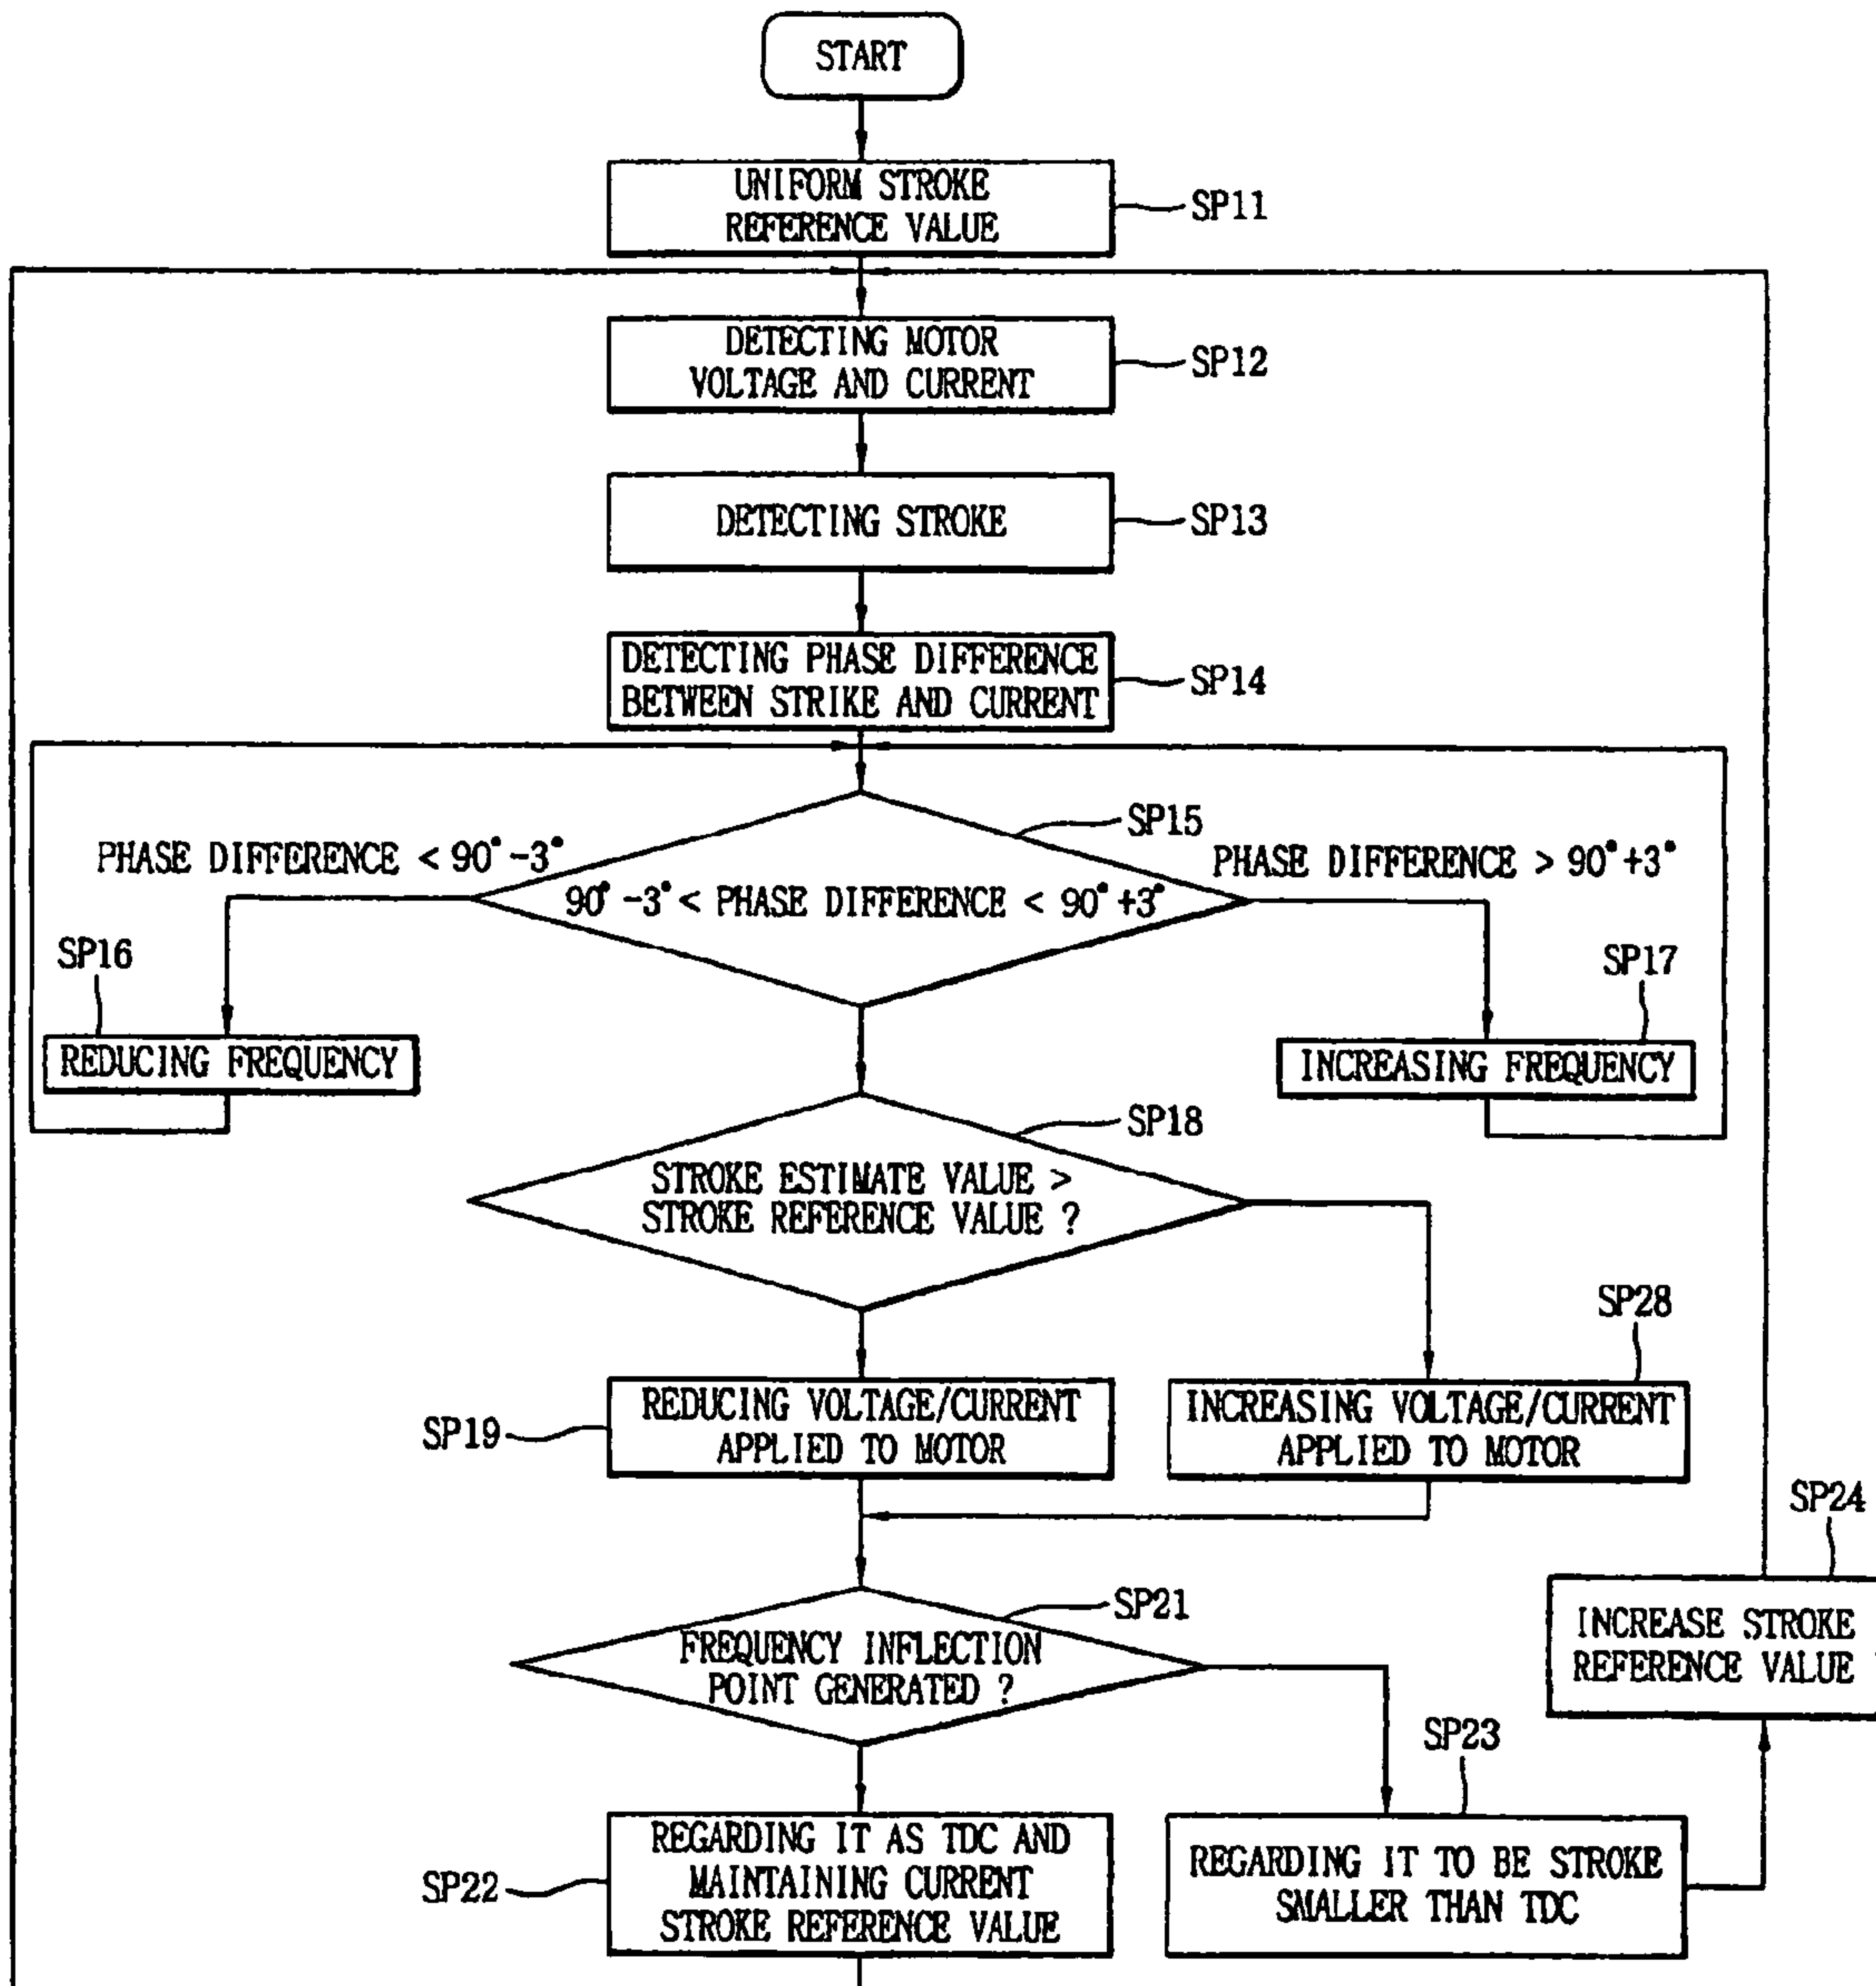 START
UNIFORM STROKE
REFERENCE VALUE
SP11
DETECTING MOTOR
VOLTAGE AND CURRENT
SP12
DETECTING STROKE
SP13
DETECTING PHASE DIFFERENCE
BETWEEN STRIKE AND CURRENT
SP14
SP15
PHASE DIFFERENCE < 90°-3°
90°-3° < PHASE DIFFERENCE < 90°+3°
PHASE DIFFERENCE > 90°+3°
SP16
REDUCING FREQUENCY
SP17
INCREASING FREQUENCY
SP18
STROKE ESTIMATE VALUE >
STROKE REFERENCE VALUE ?
SP19
REDUCING VOLTAGE/CURRENT
APPLIED TO MOTOR
SP28
INCREASING VOLTAGE/CURRENT
APPLIED TO MOTOR
SP24
INCREASE STROKE
REFERENCE VALUE
SP21
FREQUENCY INFLECTION
POINT GENERATED ?
SP22
REGARDING IT AS TDC AND
MAINTAINING CURRENT
STROKE REFERENCE VALUE
SP23
REGARDING IT TO BE STROKE
SMALLER THAN TDC